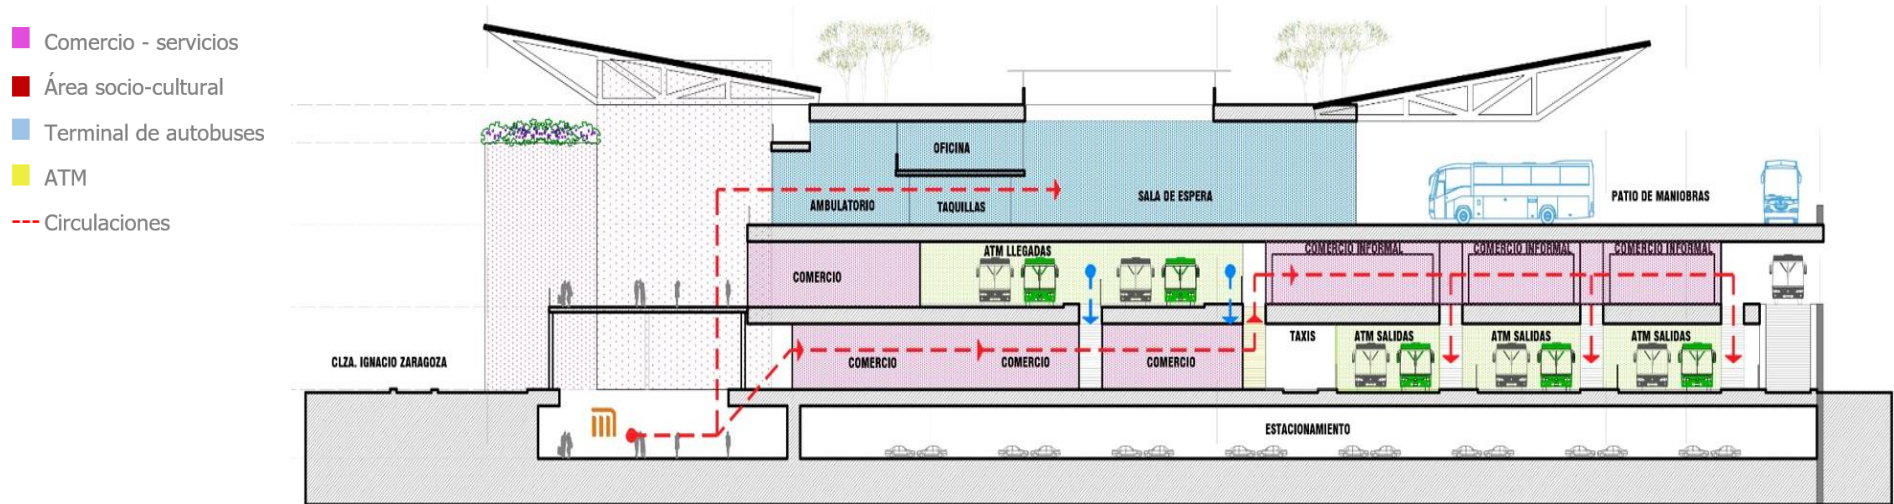 Comercio - servicios
Área socio-cultural
Terminal de autobuses
ATM
Circulaciones
OFICINA
AMBULATORIO
TAQUILLAS
SALA DE ESPERA
PATIO DE MANIOBRAS
COMERCIO
ATM LLEGADAS
COMERCIO INFORMAL
COMERCIO INFORMAL
COMERCIO INFORMAL
CLZA. IGNACIO ZARAGOZA
COMERCIO
COMERCIO
COMERCIO
TAXIS
ATM SALIDAS
ATM SALIDAS
ATM SALIDAS
ESTACIONAMIENTO